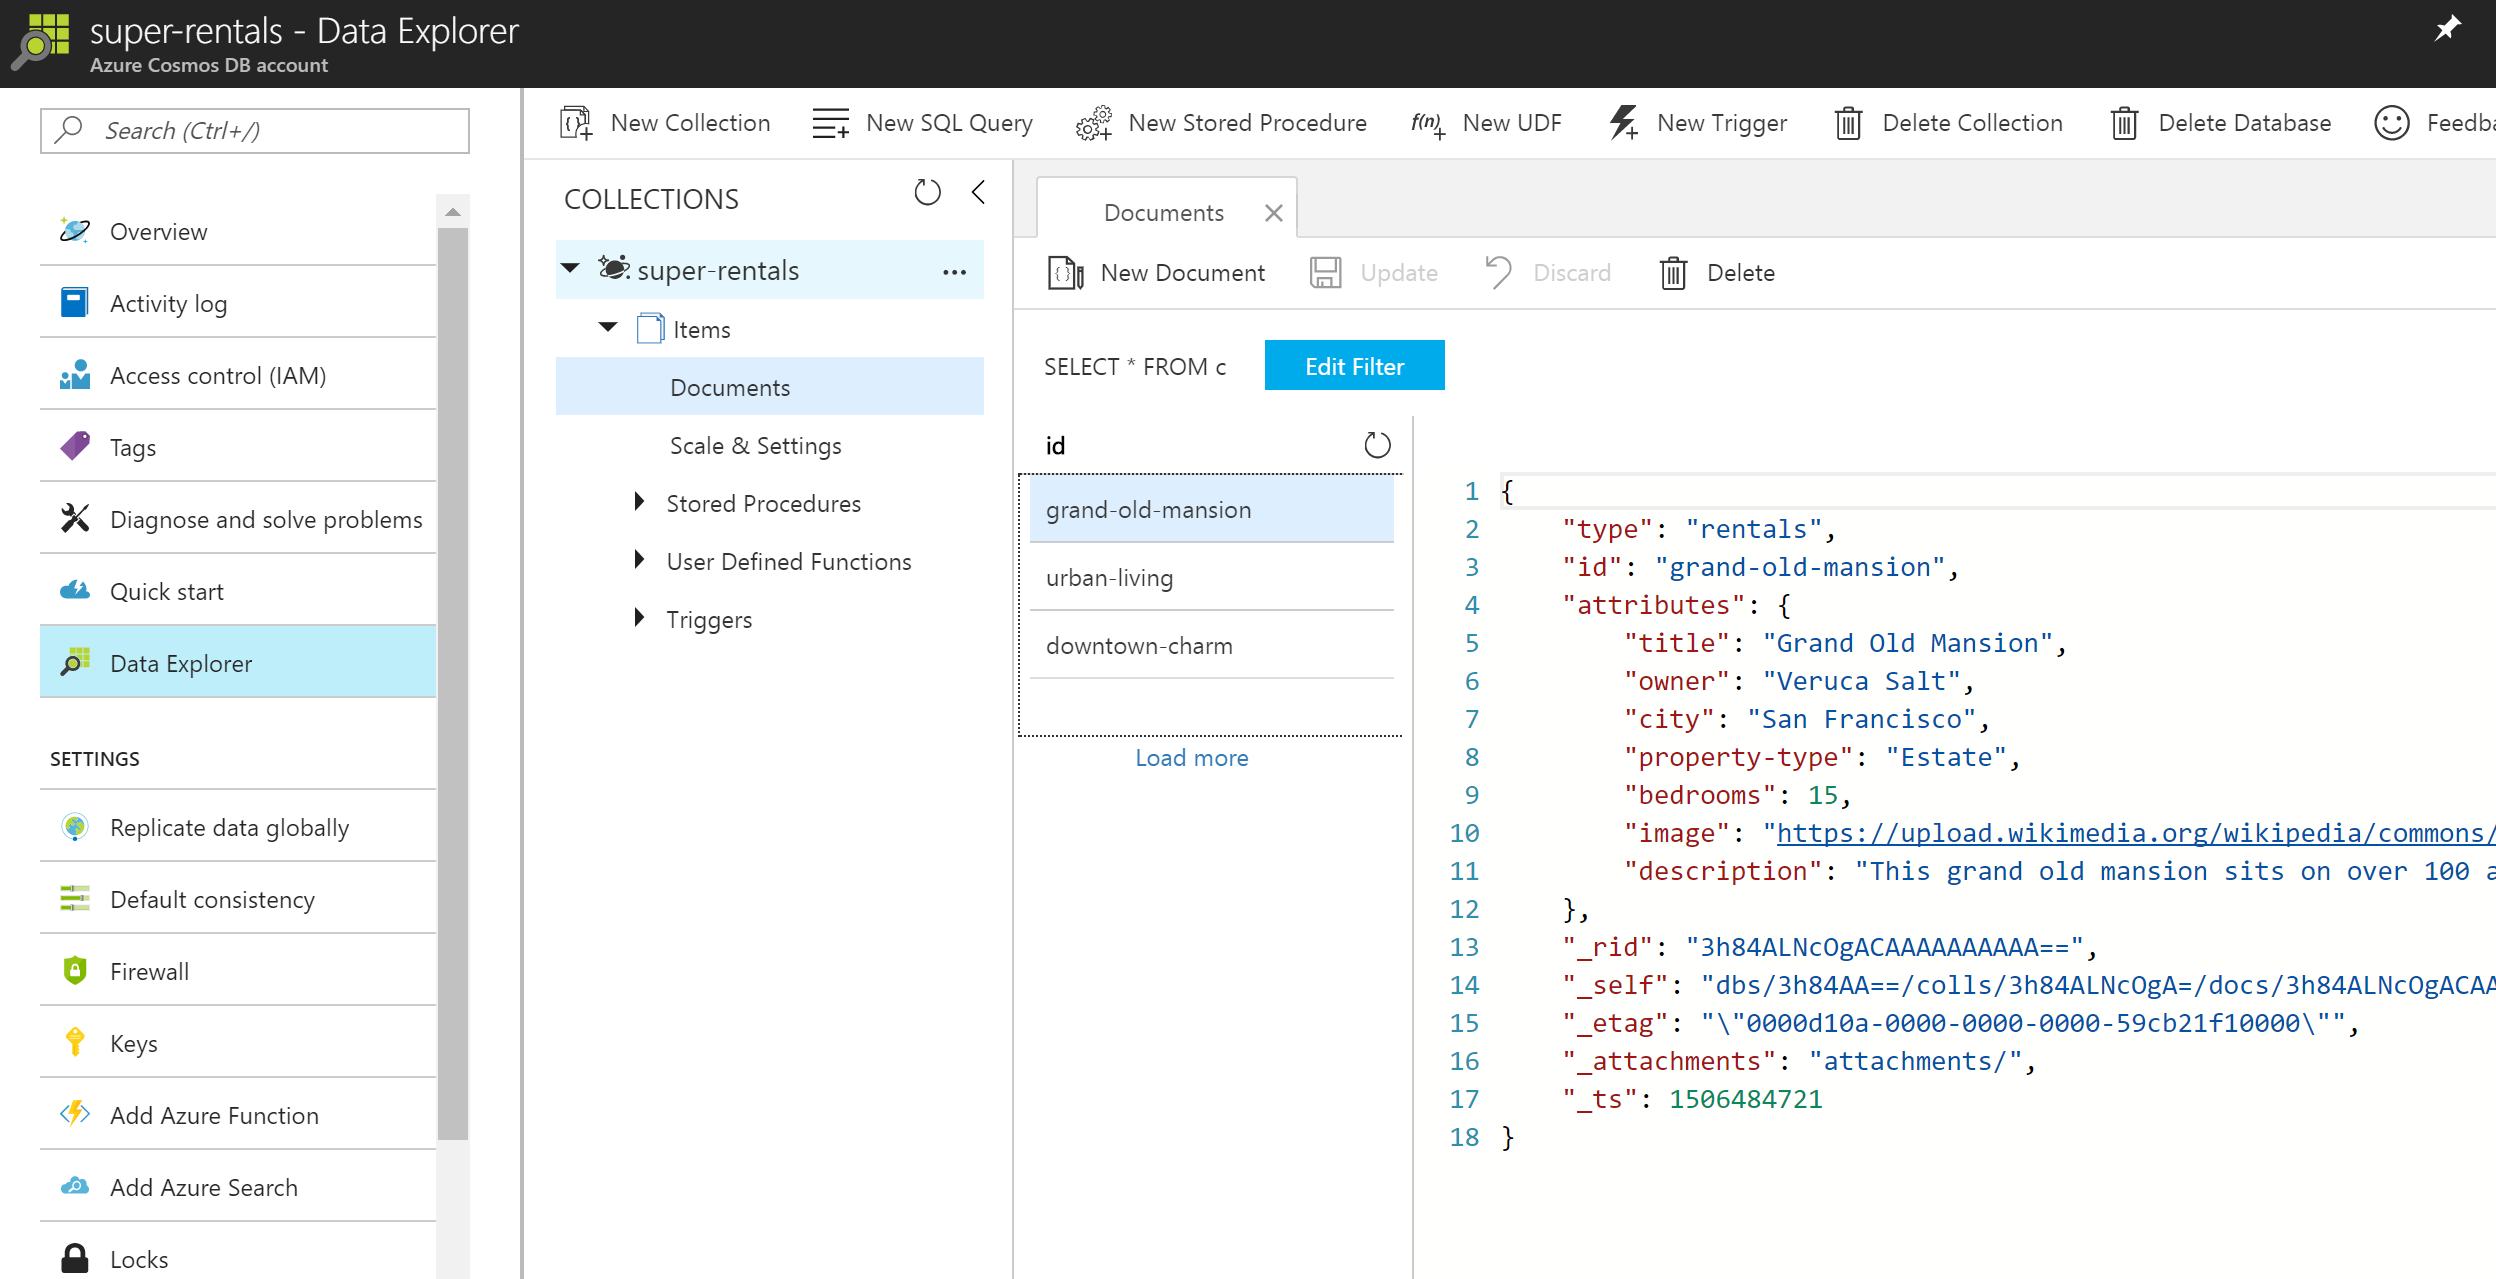 super-rentals - Data Explorer
Azure Cosmos DB account
Search (Ctrl+/)
Overview
Activity log
Access control (IAM)
Tags
Diagnose and solve problems
Quick start
Data Explorer
SETTINGS
Replicate data globally
Default consistency
Firewall
Keys
Add Azure Function
Add Azure Search
Locks
New Collection
New SQL Query
New Stored Procedure
New UDF
New Trigger
Delete Collection
Delete Database
Feedba
COLLECTIONS
super-rentals
...
Items
Documents
Scale & Settings
Stored Procedures
User Defined Functions
Triggers
Documents
New Document
Update
Discard
Delete
SELECT * FROM c
Edit Filter
id
grand-old-mansion
urban-living
downtown-charm
Load more
1 {
2 "type": "rentals",
3 "id": "grand-old-mansion",
4 "attributes": {
5 "title": "Grand Old Mansion",
6 "owner": "Veruca Salt",
7 "city": "San Francisco",
8 "property-type": "Estate",
9 "bedrooms": 15,
10 "image": "https://upload.wikimedia.org/wikipedia/commons/
11 "description": "This grand old mansion sits on over 100 a
12 },
13 "_rid": "3h84ALNcOgACAAAAAAAAAA==",
14 "_self": "dbs/3h84AA==/colls/3h84ALNcOgA=/docs/3h84ALNcOgACAA
15 "_etag": "\"0000d10a-0000-0000-0000-59cb21f10000\"",
16 "_attachments": "attachments/",
17 "_ts": 1506484721
18 }